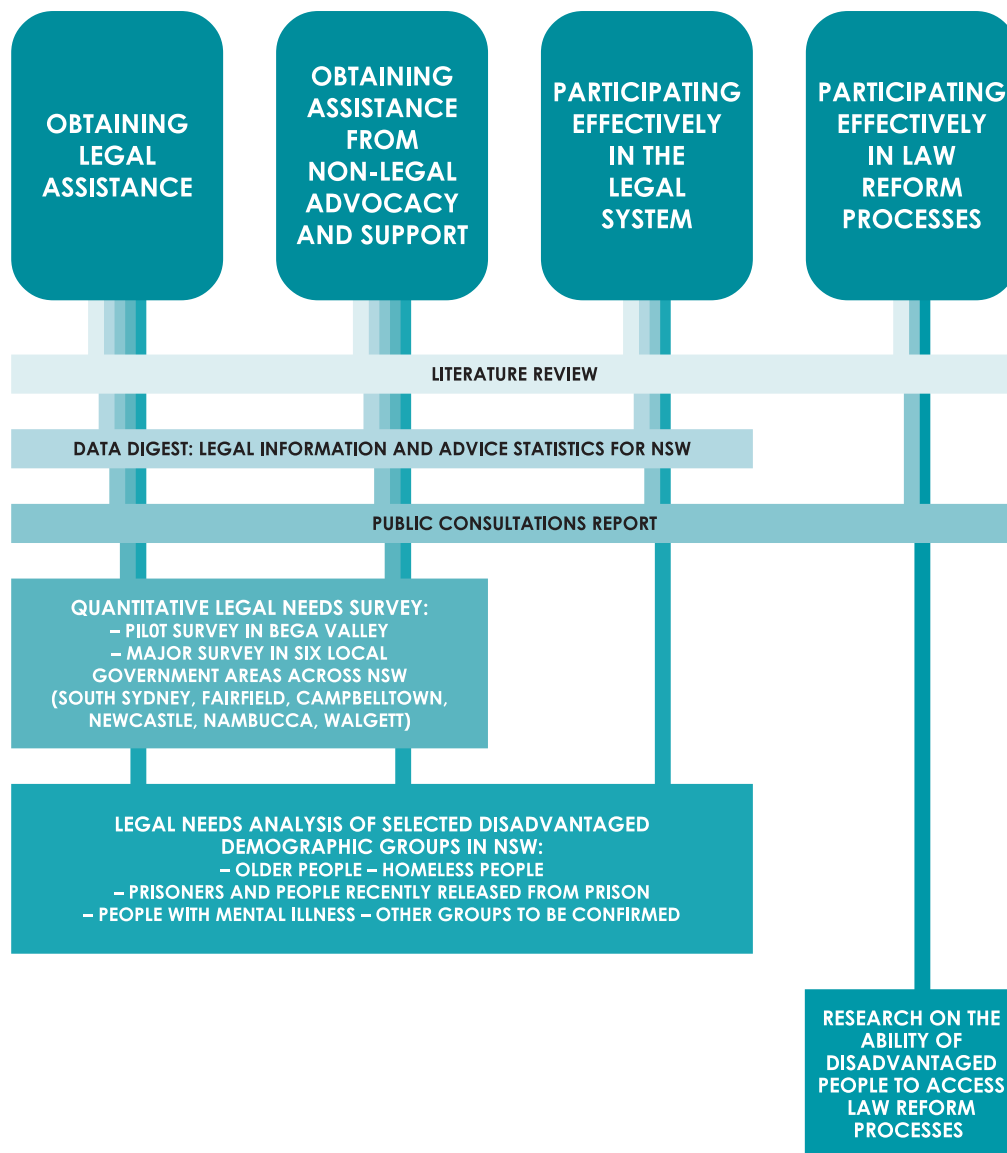 OBTAINING
LEGAL
ASSISTANCE
OBTAINING
ASSISTANCE
FROM
NON-LEGAL
ADVOCACY
AND SUPPORT
PARTICIPATING
EFFECTIVELY
IN THE
LEGAL
SYSTEM
PARTICIPATING
EFFECTIVELY
IN LAW
REFORM
PROCESSES
LITERATURE REVIEW
DATA DIGEST: LEGAL INFORMATION AND ADVICE STATISTICS FOR NSW
PUBLIC CONSULTATIONS REPORT
QUANTITATIVE LEGAL NEEDS SURVEY:
– PILOT SURVEY IN BEGA VALLEY
– MAJOR SURVEY IN SIX LOCAL
GOVERNMENT AREAS ACROSS NSW
(SOUTH SYDNEY, FAIRFIELD, CAMPBELLTOWN,
NEWCASTLE, NAMBUCCA, WALGETT)
LEGAL NEEDS ANALYSIS OF SELECTED DISADVANTAGED
DEMOGRAPHIC GROUPS IN NSW:
– OLDER PEOPLE – HOMELESS PEOPLE
– PRISONERS AND PEOPLE RECENTLY RELEASED FROM PRISON
– PEOPLE WITH MENTAL ILLNESS – OTHER GROUPS TO BE CONFIRMED
RESEARCH ON THE
ABILITY OF
DISADVANTAGED
PEOPLE TO ACCESS
LAW REFORM
PROCESSES